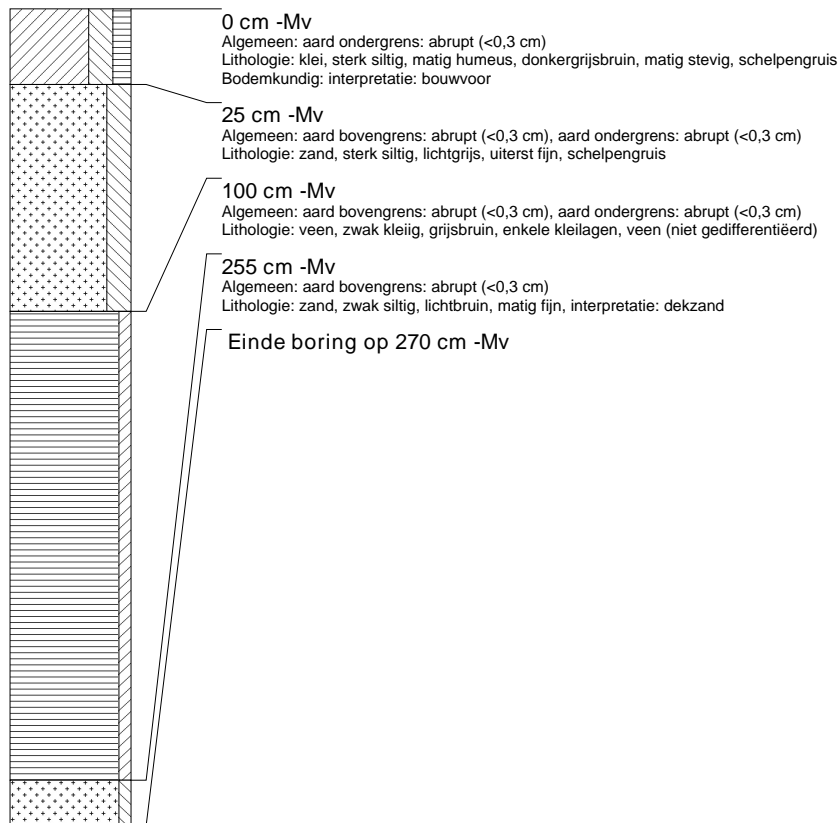 0 cm -Mv
Algemeen: aard ondergrens: abrupt (<0,3 cm)
Lithologie: klei, sterk siltig, matig humeus, donkergrijsbruin, matig stevig, schelpengruis
Bodemkundig: interpretatie: bouwvoor
25 cm -Mv
Algemeen: aard bovengrens: abrupt (<0,3 cm), aard ondergrens: abrupt (<0,3 cm)
Lithologie: zand, sterk siltig, lichtgrijs, uiterst fijn, schelpengruis
100 cm -Mv
Algemeen: aard bovengrens: abrupt (<0,3 cm), aard ondergrens: abrupt (<0,3 cm)
Lithologie: veen, zwak kleiig, grijsbruin, enkele kleilagen, veen (niet gedifferentiëerd)
255 cm -Mv
Algemeen: aard bovengrens: abrupt (<0,3 cm)
Lithologie: zand, zwak siltig, lichtbruin, matig fijn, interpretatie: dekzand
Einde boring op 270 cm -Mv